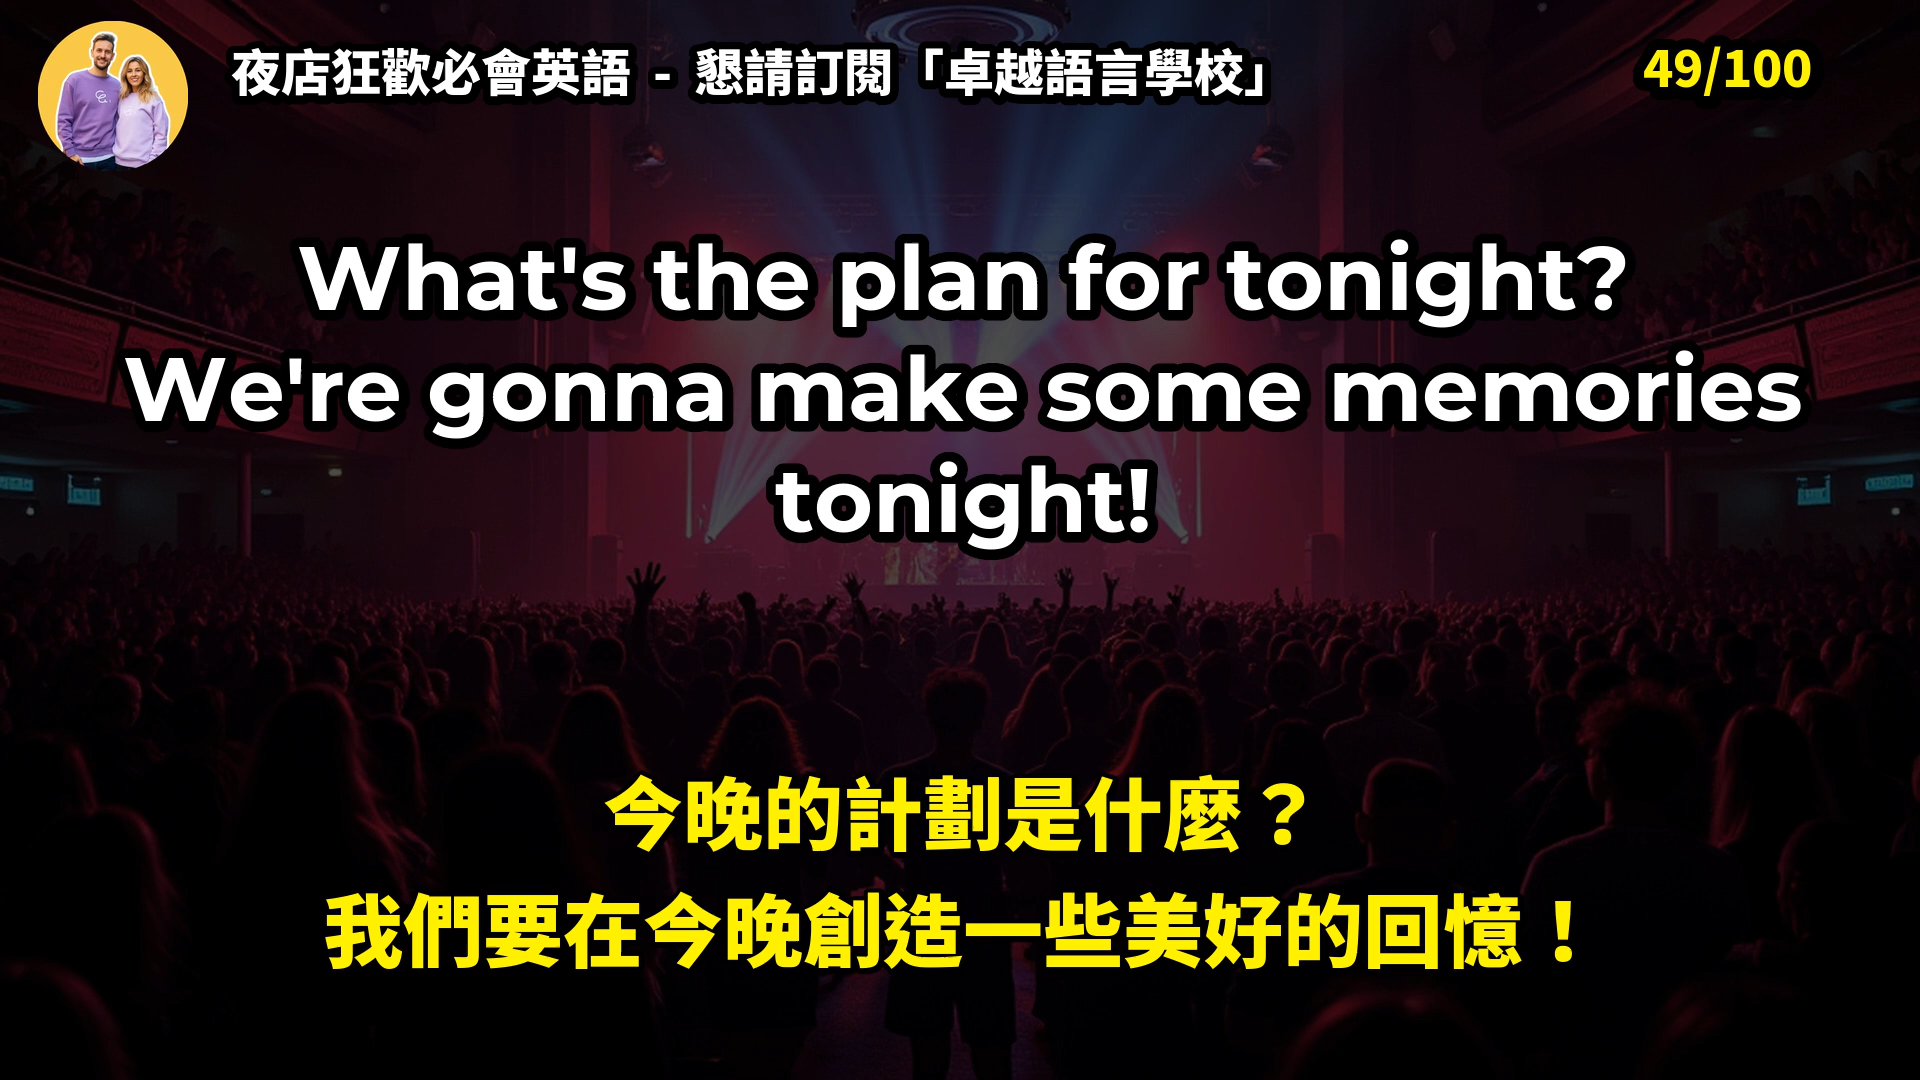 夜店狂歡必會英語 - 懇請訂閱「卓越語言學校」
49/100
What's the plan for tonight?
We're gonna make some memories
tonight!
今晚的計劃是什麼？
我們要在今晚創造一些美好的回憶！